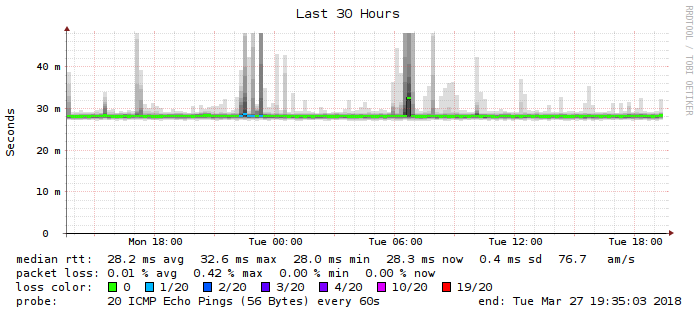 Last 30 Hours
RRDTOOL / TOBI OETIKER
Seconds
40 m
30 m
20 m
10 m
0
Mon 18:00 Tue 00:00 Tue 06:00 Tue 12:00 Tue 18:00
median rtt: 28.2 ms avg 32.6 ms max 28.0 ms min 28.3 ms now 0.4 ms sd 76.7 am/s
packet loss: 0.01 % avg 0.42 % max 0.00 % min 0.00 % now
loss color: 0 1/20 2/20 3/20 4/20 10/20 19/20
probe: 20 ICMP Echo Pings (56 Bytes) every 60s end: Tue Mar 27 19:35:03 2018